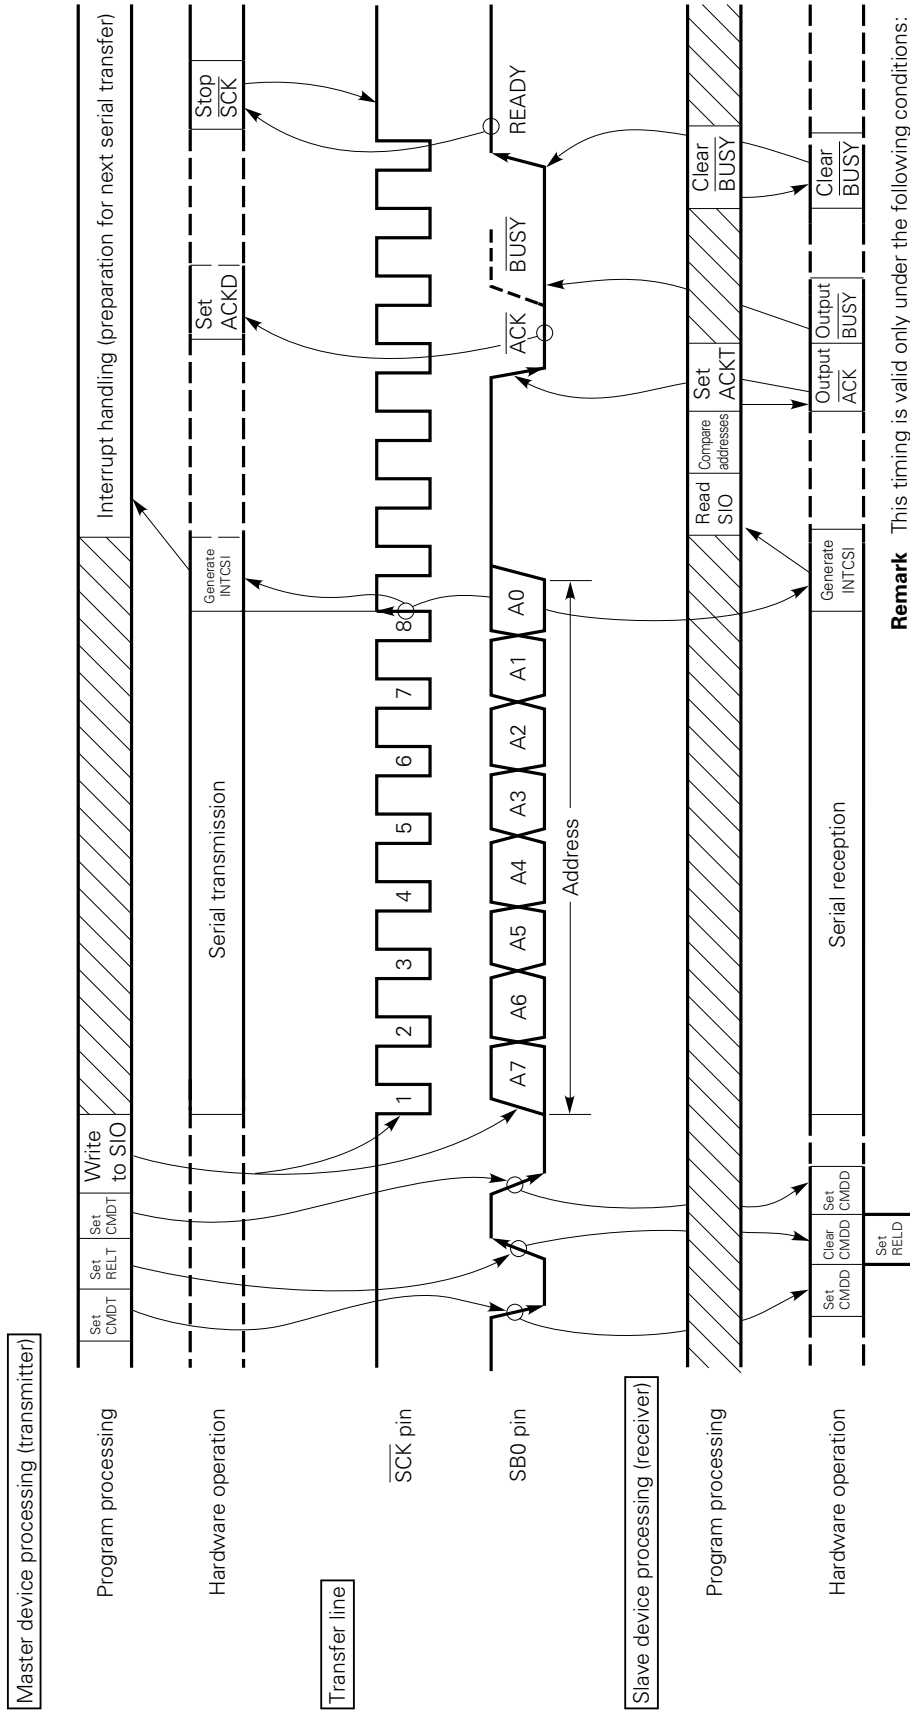 Master device processing (transmitter)
Program processing
Set
CMDT
Set
RELT
Set
CMDT
Write
to SIO
Interrupt handling (preparation for next serial transfer)
Hardware operation
Serial transmission
Generate
INTCSI
Set
ACKD
Stop
SCK
Transfer line
SCK pin
1 2 3 4 5 6 7 8
SB0 pin
A7 A6 A5 A4 A3 A2 A1 A0
ACK
BUSY
READY
Address
Slave device processing (receiver)
Program processing
Read
SIO
Compare
addresses
Set
ACKT
Clear
BUSY
Hardware operation
Set
CMDD
Clear
CMDD
Set
CMDD
Set
RELD
Serial reception
Generate
INTCSI
Output
ACK
Output
BUSY
Clear
BUSY
Remark This timing is valid only under the following conditions: